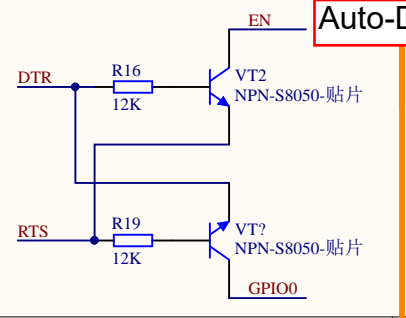 EN
Auto-D
DTR
R16
12K
VT2
NPN-S8050-贴片
RTS
R19
12K
VT?
NPN-S8050-贴片
GPIO0